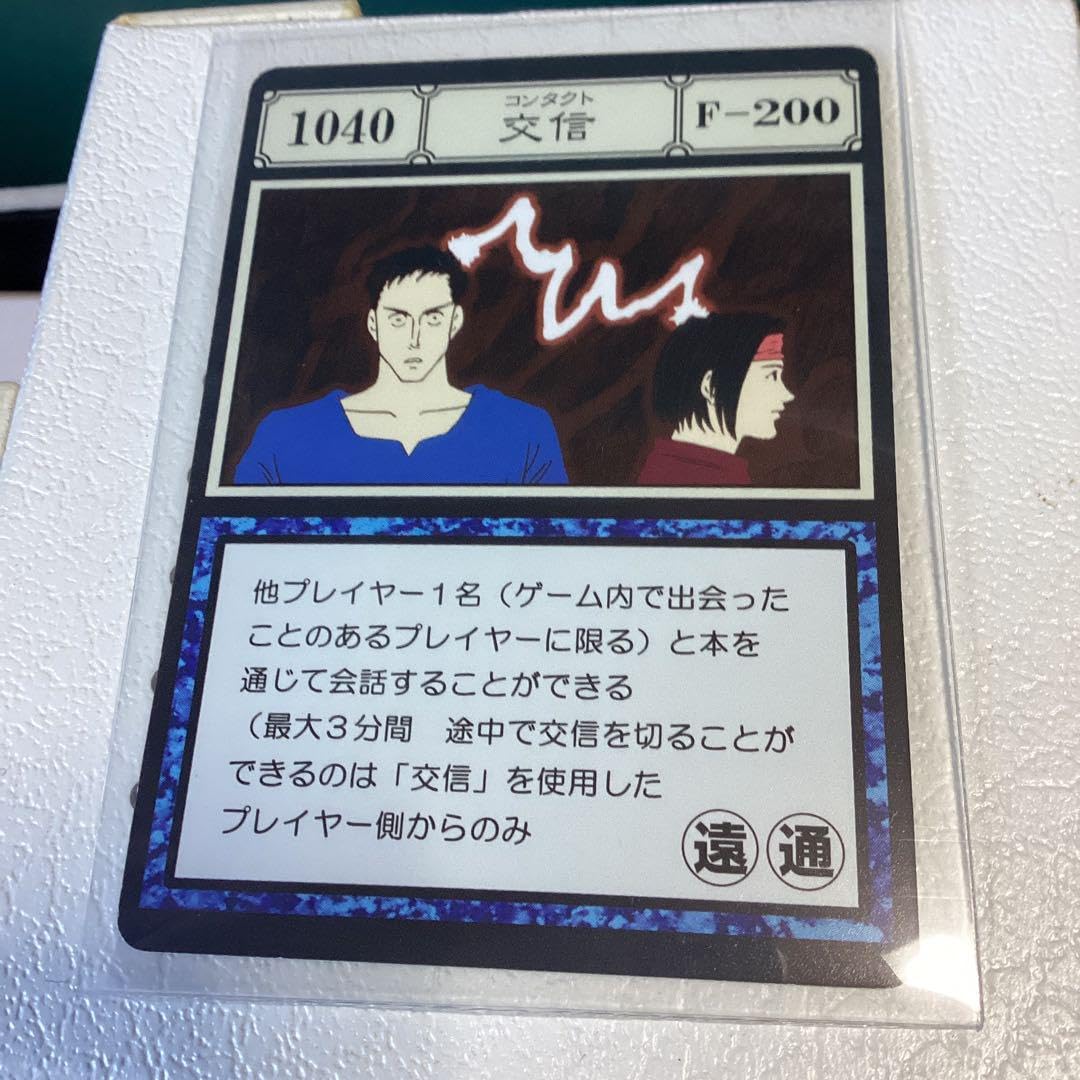 1040
コンタクト
交信
F-200
他プレイヤー1名（ゲーム内で出会った
ことのあるプレイヤーに限る）と本を
通じて会話することができる
（最大3分間　途中で交信を切ることが
できるのは「交信」を使用した
プレイヤー側からのみ
遠 通